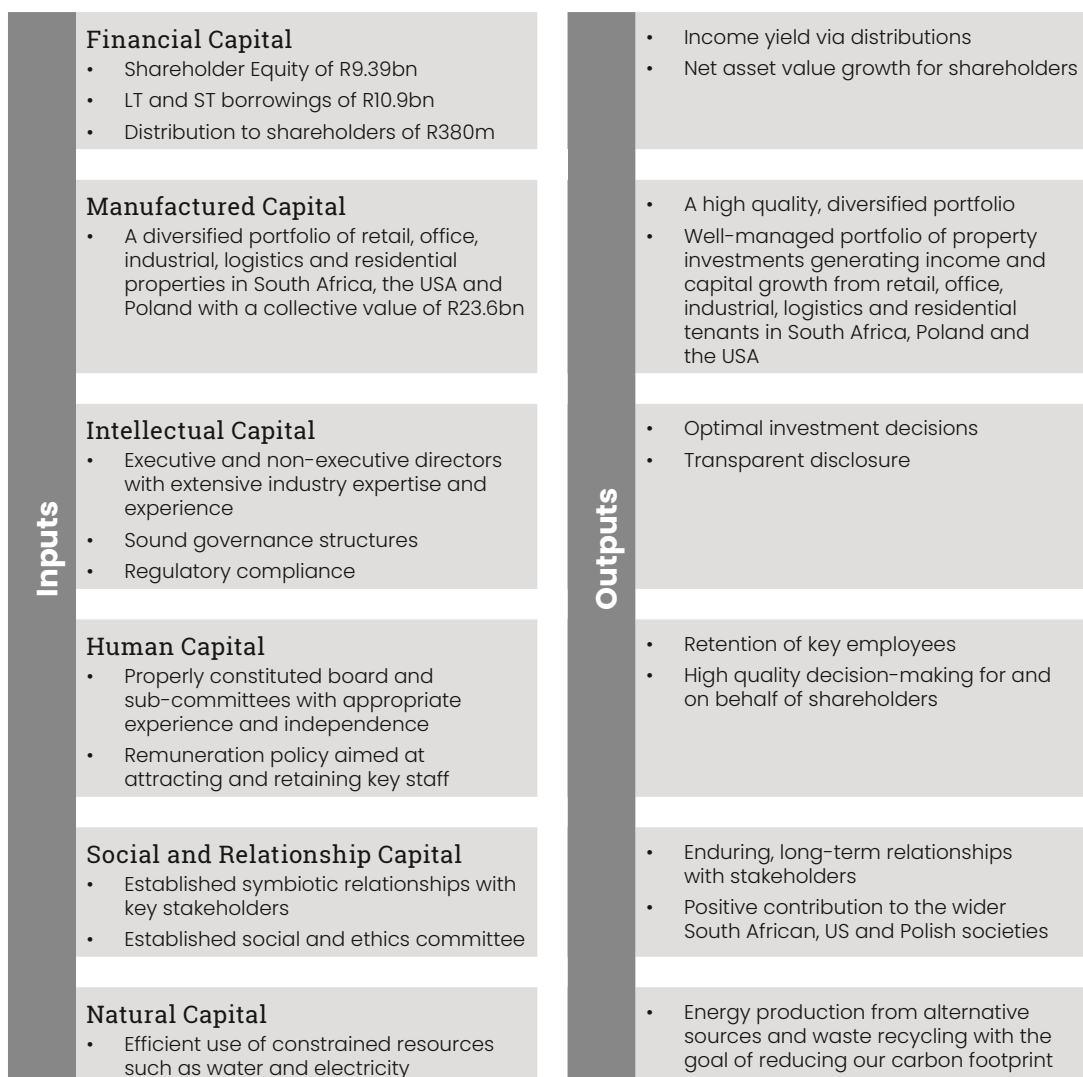 Inputs
Financial Capital
• Shareholder Equity of R9.39bn
• LT and ST borrowings of R10.9bn
• Distribution to shareholders of R380m
Manufactured Capital
• A diversified portfolio of retail, office,
industrial, logistics and residential
properties in South Africa, the USA and
Poland with a collective value of R23.6bn
Intellectual Capital
• Executive and non-executive directors
with extensive industry expertise and
experience
• Sound governance structures
• Regulatory compliance
Human Capital
• Properly constituted board and
sub-committees with appropriate
experience and independence
• Remuneration policy aimed at
attracting and retaining key staff
Social and Relationship Capital
• Established symbiotic relationships with
key stakeholders
• Established social and ethics committee
Natural Capital
• Efficient use of constrained resources
such as water and electricity
Outputs
• Income yield via distributions
• Net asset value growth for shareholders
• A high quality, diversified portfolio
• Well-managed portfolio of property
investments generating income and
capital growth from retail, office,
industrial, logistics and residential
tenants in South Africa, Poland and
the USA
• Optimal investment decisions
• Transparent disclosure
• Retention of key employees
• High quality decision-making for and
on behalf of shareholders
• Enduring, long-term relationships
with stakeholders
• Positive contribution to the wider
South African, US and Polish societies
• Energy production from alternative
sources and waste recycling with the
goal of reducing our carbon footprint